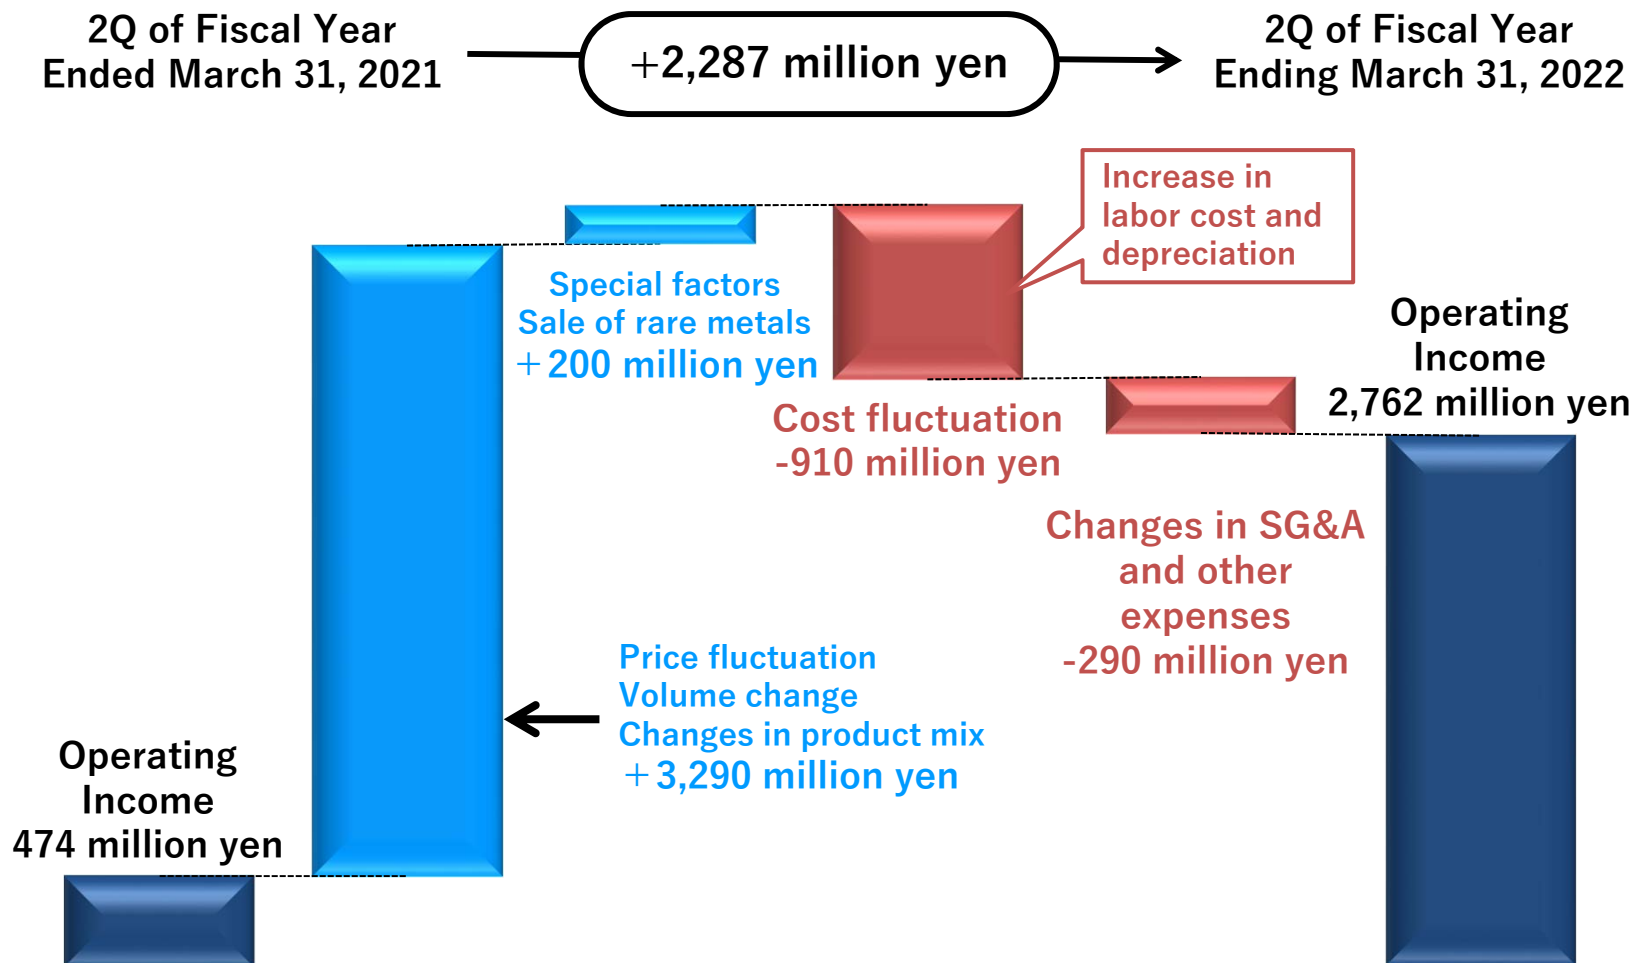 2Q of Fiscal Year
Ended March 31, 2021
+2,287 million yen
2Q of Fiscal Year
Ending March 31, 2022
Increase in
labor cost and
depreciation
Special factors
Sale of rare metals
+200 million yen
Operating
Income
2,762 million yen
Cost fluctuation
-910 million yen
Changes in SG&A
and other
expenses
-290 million yen
Price fluctuation
Volume change
Changes in product mix
+3,290 million yen
Operating
Income
474 million yen